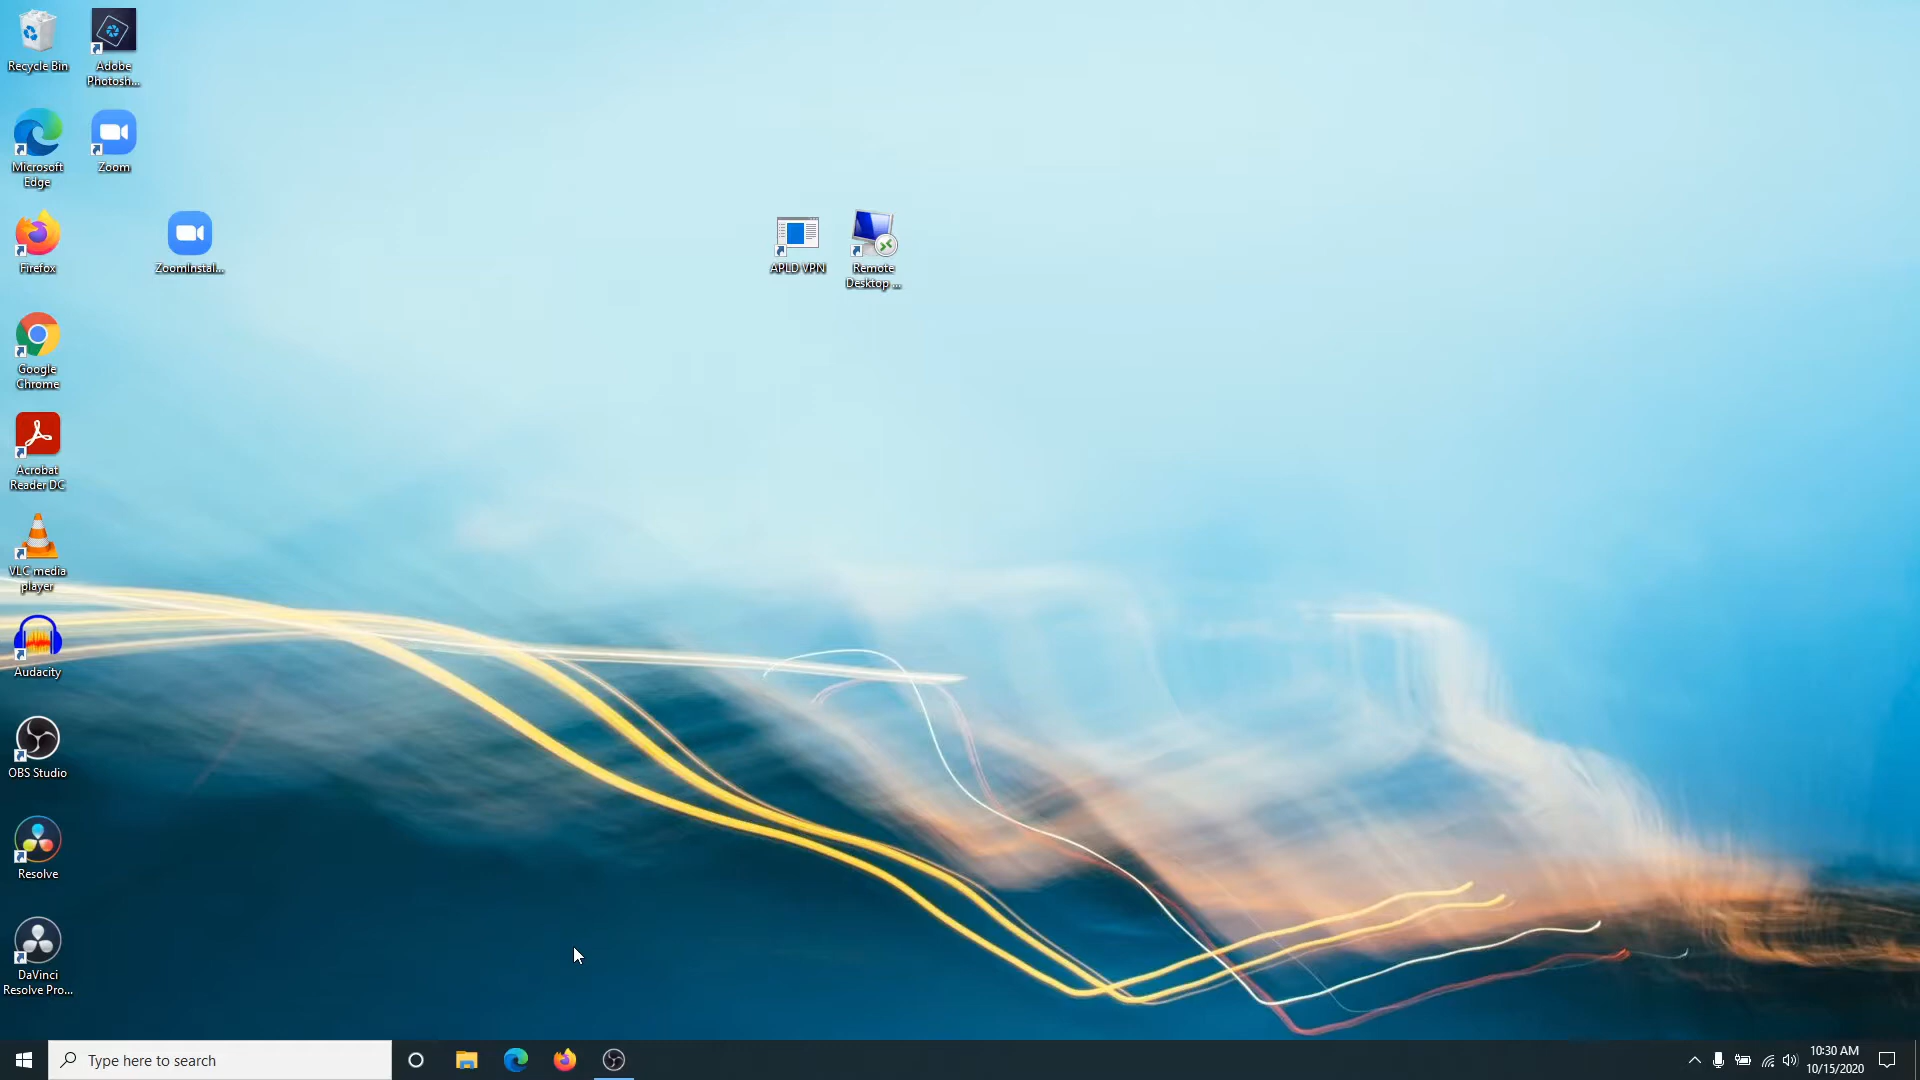 Recycle Bin
Adobe
Photosh...
Microsoft
Edge
Zoom
Firefox
ZoomInstal...
APLD VPN
Remote
Desktop ...
Google
Chrome
Acrobat
Reader DC
VLC media
player
Audacity
OBS Studio
Resolve
DaVinci
Resolve Pro...
Type here to search
10:30 AM
10/15/2020